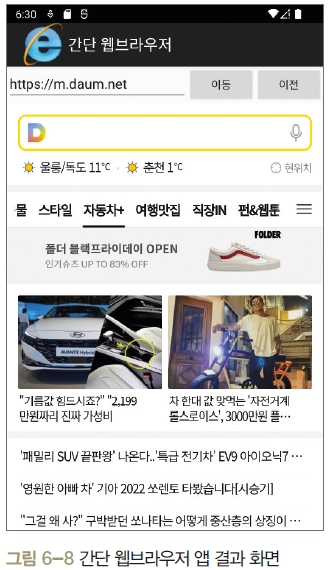 6:30
간단 웹브라우저
https://m.daum.net
이동
이전
울릉/독도 11℃ · 춘천 1℃
현위치
물 스타일 자동차+ 여행맛집 직장IN 펀&웹툰
폴더 블랙프라이데이 OPEN
인기슈즈 UP TO 83% OFF
FOLDER
AVANTE Hybrid
"기름값 힘드시죠?" "2,199
만원짜리 진짜 가성비
차 한대 값 맞먹는 '자전거계
롤스로이스', 3000만원 플…
'패밀리 SUV 끝판왕' 나온다..'특급 전기차' EV9 아이오닉7 …
'영원한 아빠 차' 기아 2022 쏘렌토 타봤습니다[시승기]
"그걸 왜 사?" 구박받던 쏘나타는 어떻게 중산층의 상징이 …
그림 6-8 간단 웹브라우저 앱 결과 화면